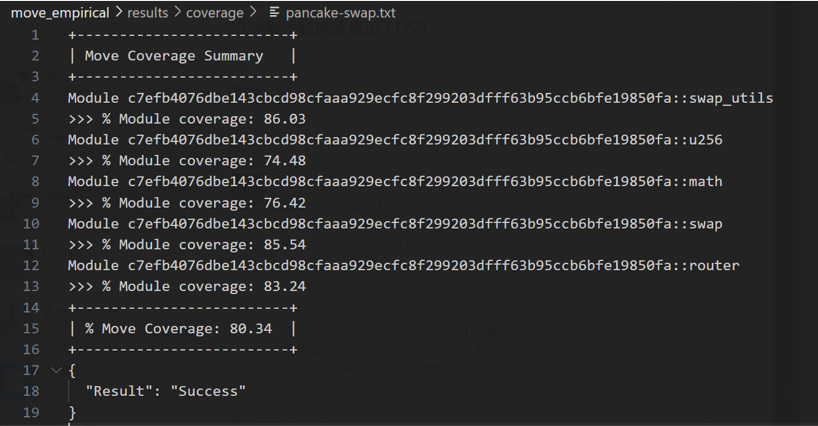 move_empirical > results > coverage > pancake-swap.txt
1 +-------------------------+
2 | Move Coverage Summary   |
3 +-------------------------+
4 Module c7efb4076dbe143cbcd98cfaaa929ecfc8f299203dfff63b95ccb6bfe19850fa::swap_utils
5 >>> % Module coverage: 86.03
6 Module c7efb4076dbe143cbcd98cfaaa929ecfc8f299203dfff63b95ccb6bfe19850fa::u256
7 >>> % Module coverage: 74.48
8 Module c7efb4076dbe143cbcd98cfaaa929ecfc8f299203dfff63b95ccb6bfe19850fa::math
9 >>> % Module coverage: 76.42
10 Module c7efb4076dbe143cbcd98cfaaa929ecfc8f299203dfff63b95ccb6bfe19850fa::swap
11 >>> % Module coverage: 85.54
12 Module c7efb4076dbe143cbcd98cfaaa929ecfc8f299203dfff63b95ccb6bfe19850fa::router
13 >>> % Module coverage: 83.24
14 +-------------------------+
15 | % Move Coverage: 80.34  |
16 +-------------------------+
17 {
18   "Result": "Success"
19 }